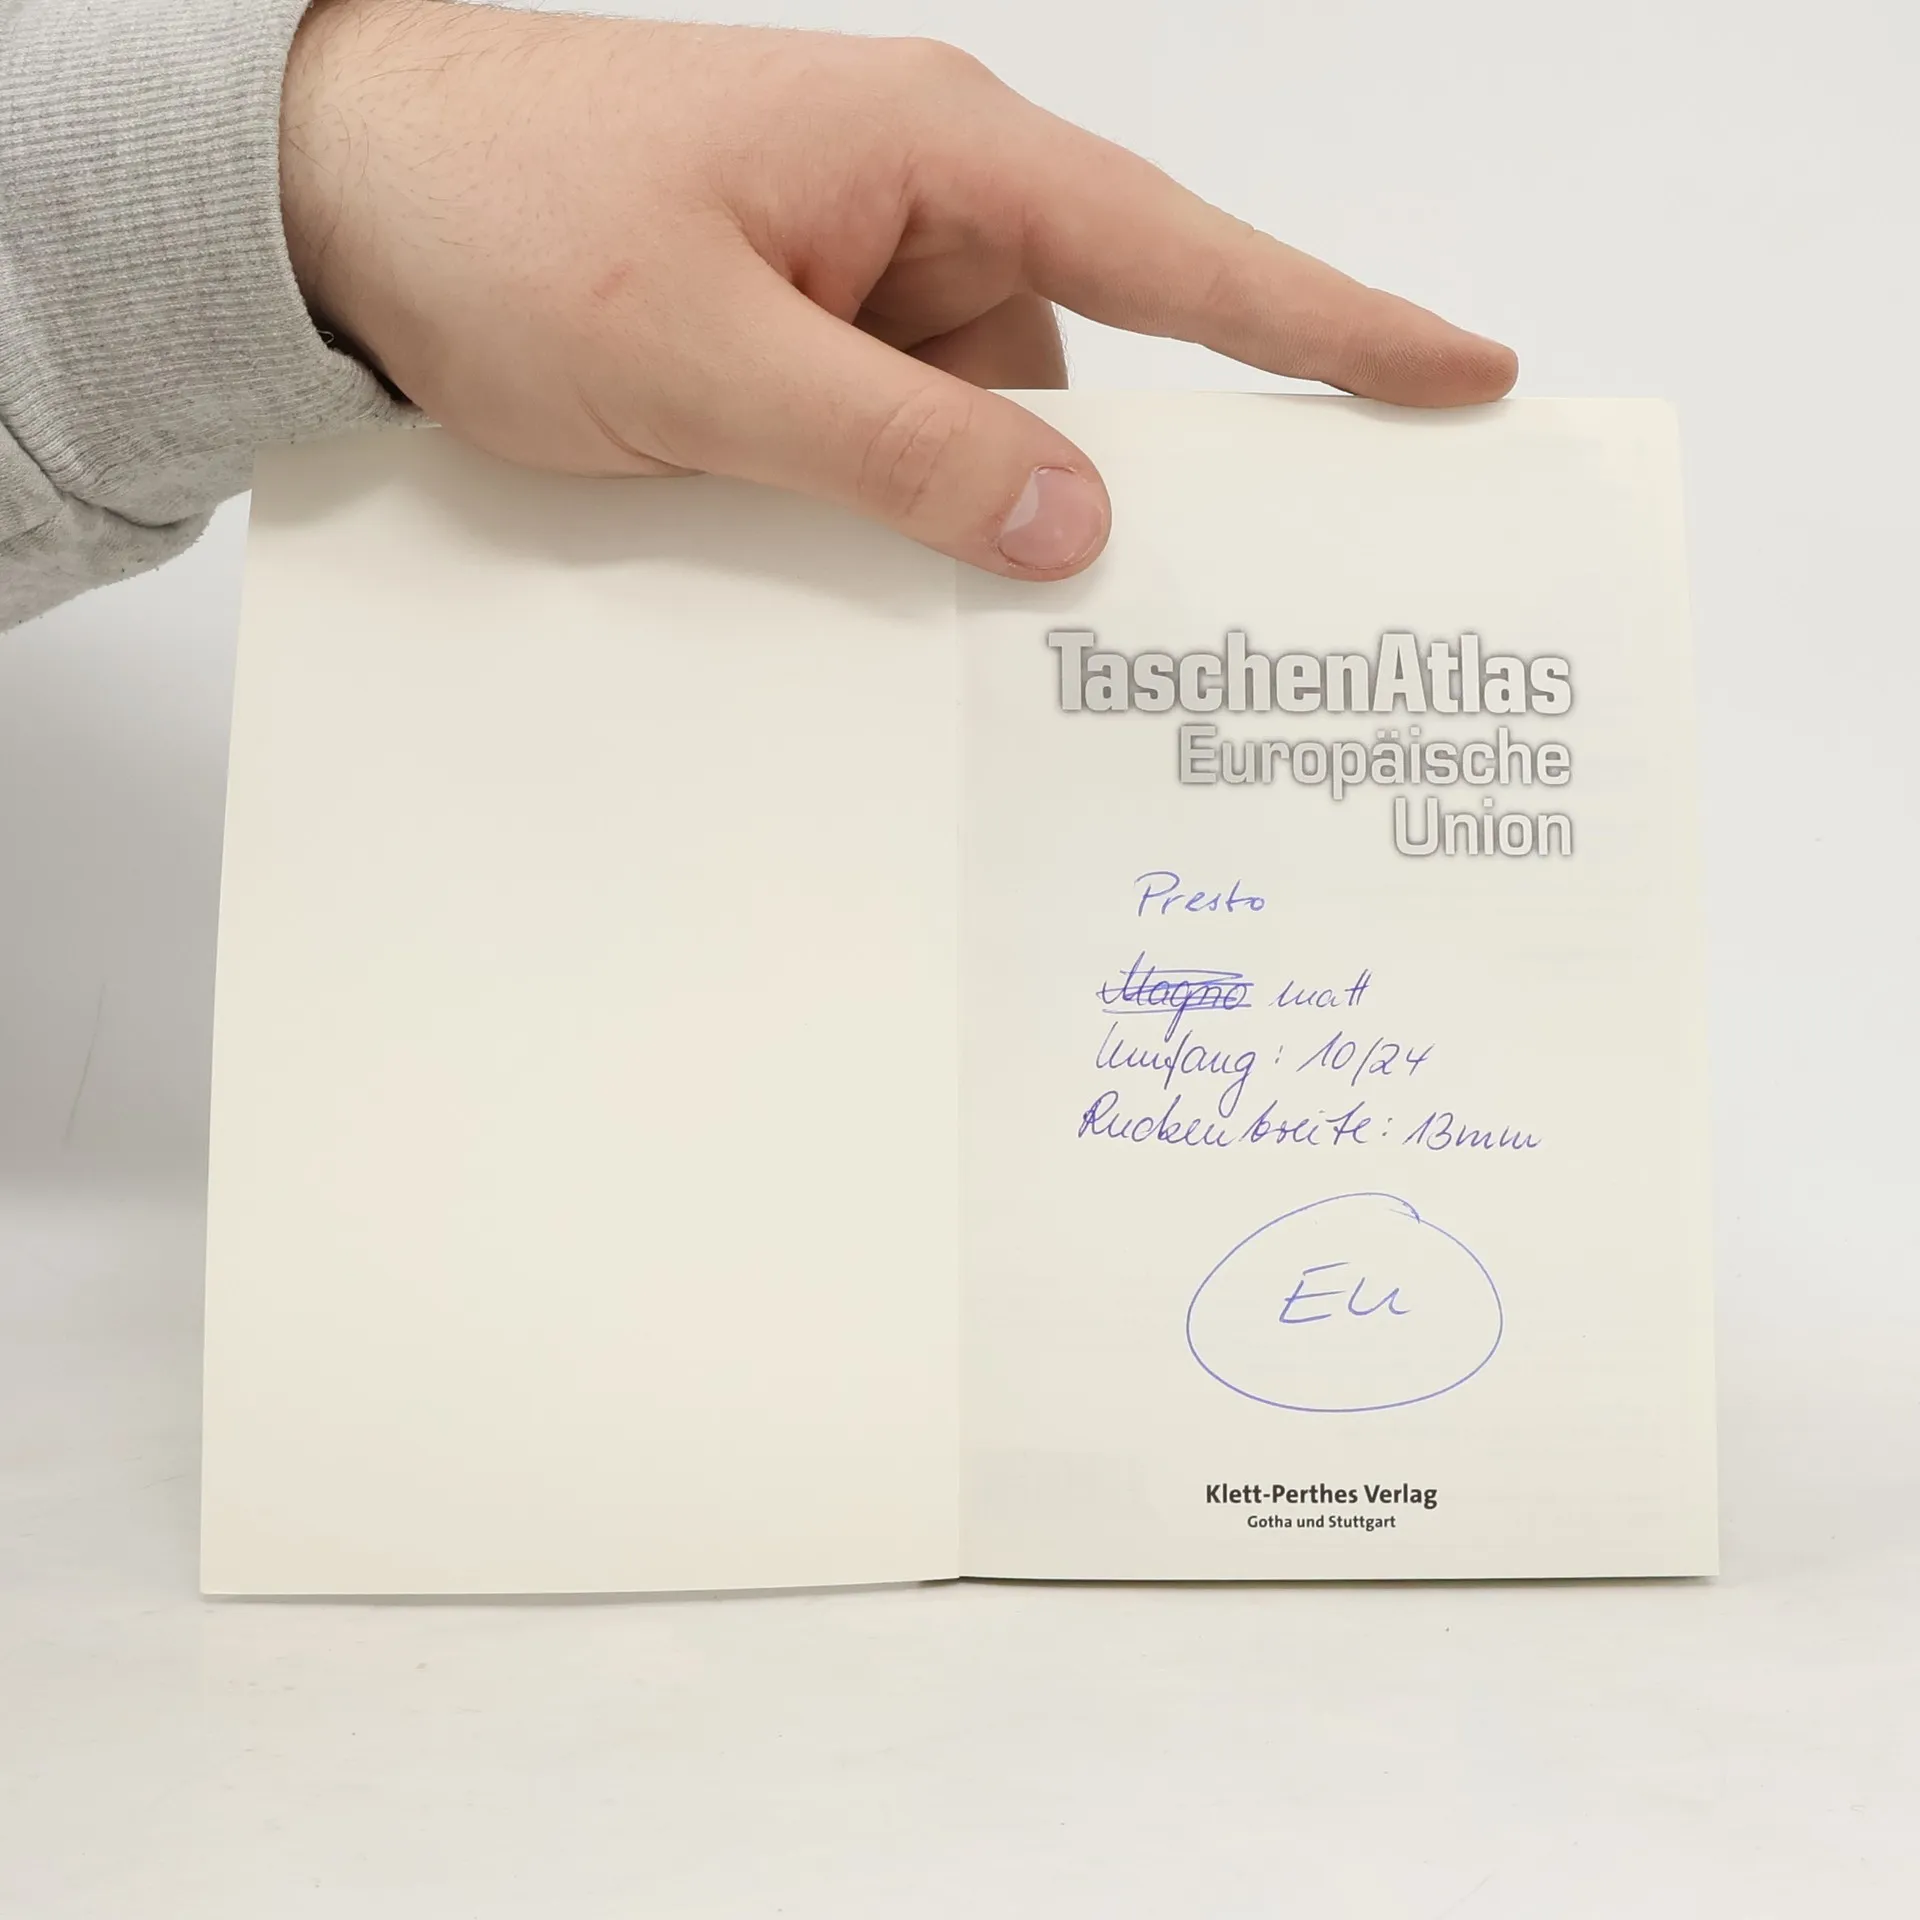 TaschenAtlas
Europäische
Union
Presto
Magno matt
Umfang: 10/24
Rückenbreite: 13mm
EU
Klett-Perthes Verlag
Gotha und Stuttgart